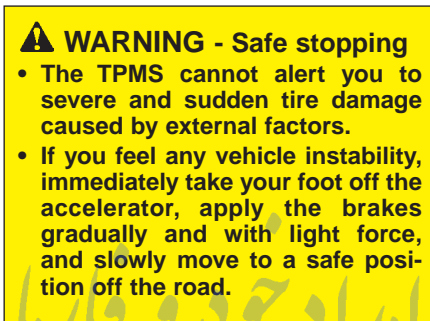 WARNING - Safe stopping
• The TPMS cannot alert you to
severe and sudden tire damage
caused by external factors.
• If you feel any vehicle instability,
immediately take your foot off the
accelerator, apply the brakes
gradually and with light force,
and slowly move to a safe posi-
tion off the road.